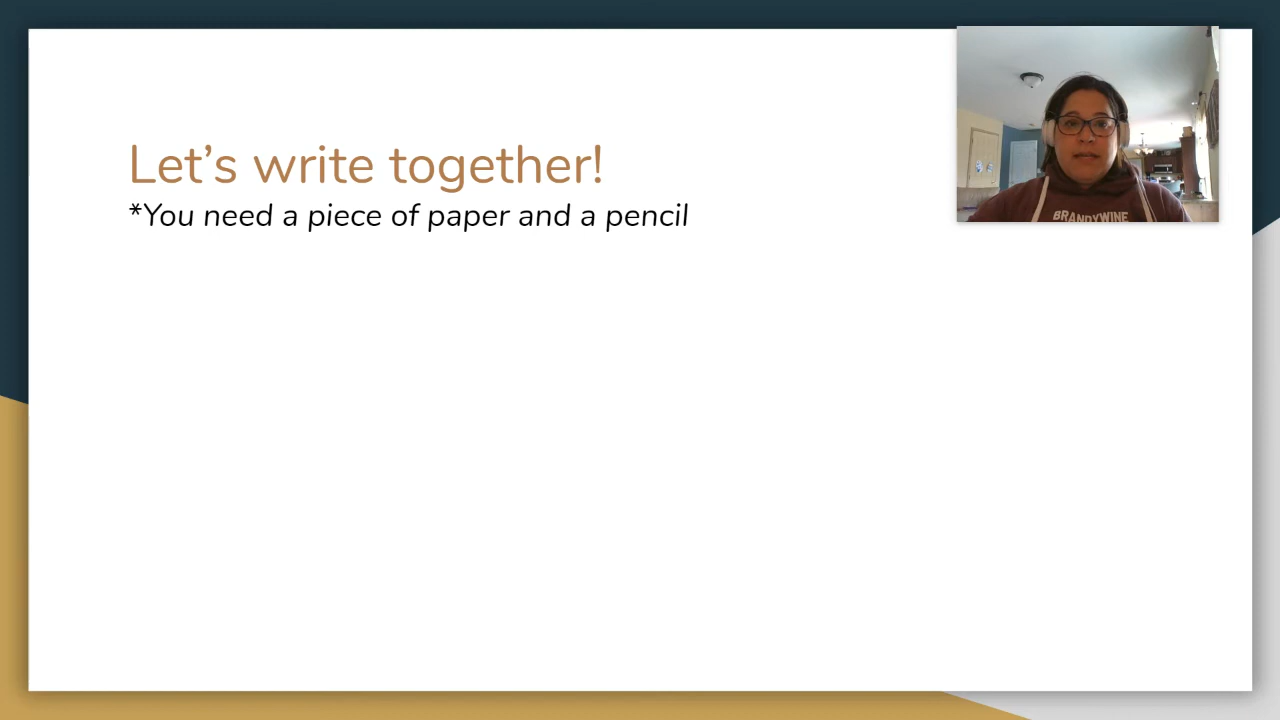 Let's write together!
*You need a piece of paper and a pencil
BRANDYWINE